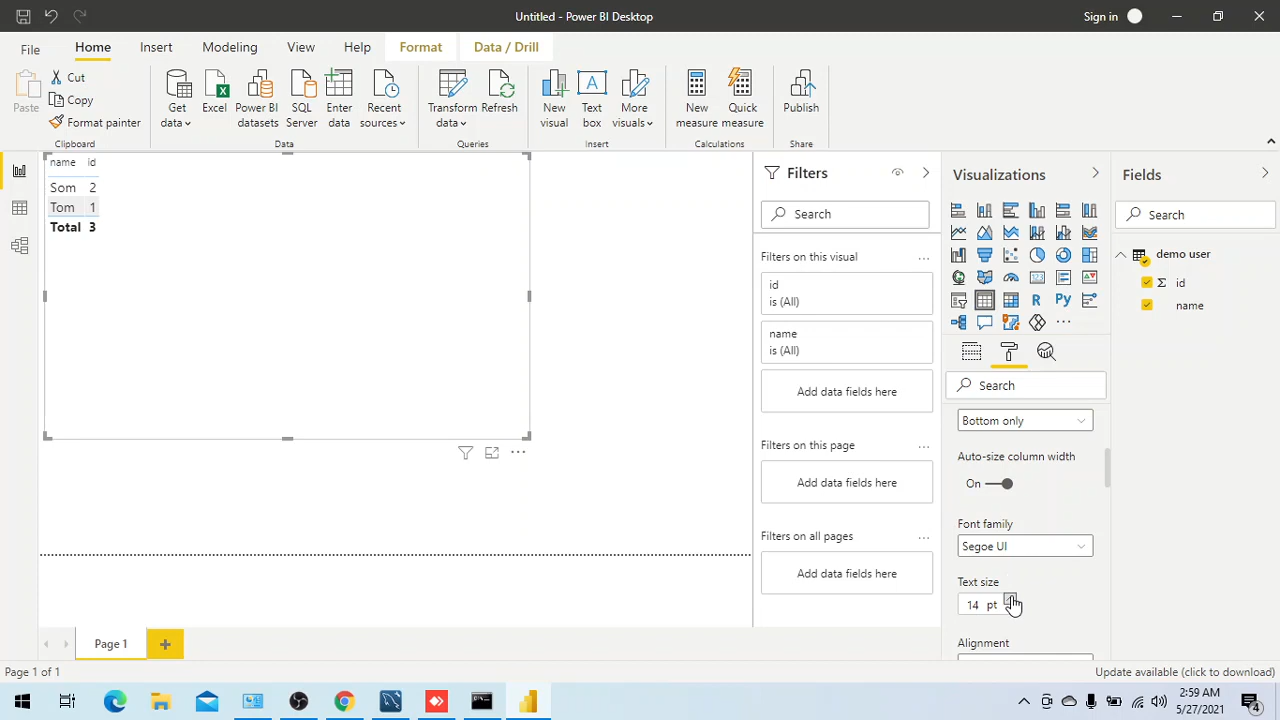 Untitled - Power BI Desktop
Sign in
File
Home
Insert
Modeling
View
Help
Format
Data / Drill
Paste
Cut
Copy
Format painter
Get data
Excel
Power BI datasets
SQL Server
Enter data
Recent sources
Transform data
Refresh
New visual
Text box
More visuals
New measure
Quick measure
Publish
Clipboard
Data
Queries
Insert
Calculations
Share
name id
Som 2
Tom 1
Total 3
Filters
Search
Filters on this visual
id
is (All)
name
is (All)
Add data fields here
Filters on this page
Add data fields here
Filters on all pages
Add data fields here
Visualizations
R
Py
Search
Bottom only
Auto-size column width
On
Font family
Segoe UI
Text size
14 pt
Alignment
Fields
Search
demo user
Σ id
name
Page 1
Page 1 of 1
Update available (click to download)
2:59 AM
5/27/2021
4